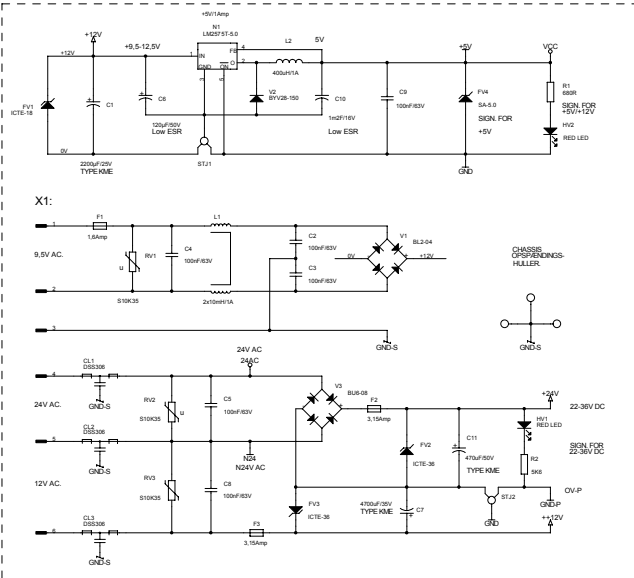 +5V/1Amp
N1
LM2575T-5.0
+12V
+9,5-12,5V
L2
5V
+5V
VCC
+12V
1
IN
FB
4
GND
ON
O
2
3
5
400uH/1A
R1
680R
FV1
ICTE-18
C1
C6
V2
BYV28-150
C10
C9
100nF/63V
FV4
SA-5.0
SIGN. FOR
+5V
SIGN. FOR
+5V/+12V
HV2
RED LED
120µF/50V
Low ESR
1m2F/16V
Low ESR
0V
STJ1
GND
2200µF/25V
TYPE KME
X1:
1
F1
1,6Amp
L1
9,5V AC.
RV1
u
C4
100nF/63V
C2
100nF/63V
C3
100nF/63V
V1
BL2-04
0V
+12V
CHASSIS
OPSPÆNDINGS-
HULLER.
2
S10K35
2x10mH/1A
3
GND-S
GND-S
4
CL1
DSS306
24V AC
24AC
V3
BU6-08
+24V
24V AC.
GND-S
RV2
S10K35
u
C5
100nF/63V
F2
3,15Amp
22-36V DC
HV1
RED LED
FV2
ICTE-36
C11
470uF/50V
TYPE KME
SIGN. FOR
22-36V DC
R2
5K6
5
CL2
DSS306
GND-S
N24
N24V AC
12V AC.
RV3
S10K35
C8
100nF/63V
FV3
ICTE-36
4700uF/35V
TYPE KME
C7
STJ2
GND
GND-P
OV-P
6
CL3
DSS306
GND-S
F3
3,15Amp
++12V